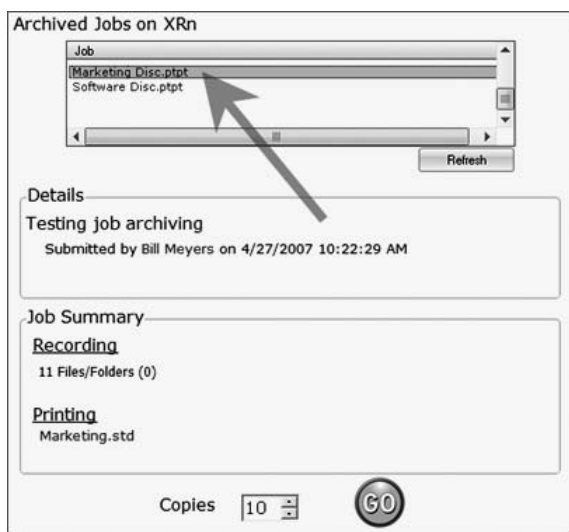 Archived Jobs on XRn
Job
Marketing Disc.ptpt
Software Disc.ptpt
Refresh
Details
Testing job archiving
Submitted by Bill Meyers on 4/27/2007 10:22:29 AM
Job Summary
Recording
11 Files/Folders (0)
Printing
Marketing.std
Copies 10 GO